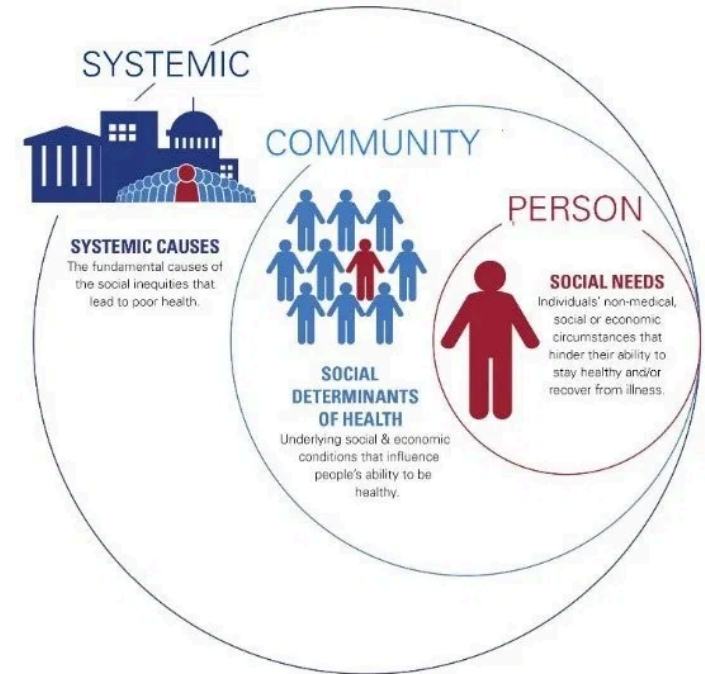 SYSTEMIC
SYSTEMIC CAUSES
The fundamental causes of
the social inequities that
lead to poor health.
COMMUNITY
SOCIAL
DETERMINANTS
OF HEALTH
Underlying social & economic
conditions that influence
people's ability to be
healthy.
PERSON
SOCIAL NEEDS
Individuals' non-medical,
social or economic
circumstances that
hinder their ability to
stay healthy and/or
recover from illness.